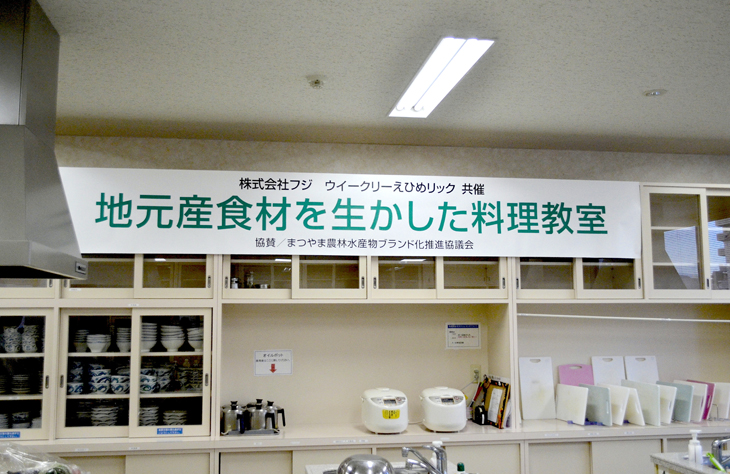 株式会社フジ　ウイークリーえひめリック 共催
地元産食材を生かした料理教室
協賛／まつやま農林水産物ブランド化推進協議会